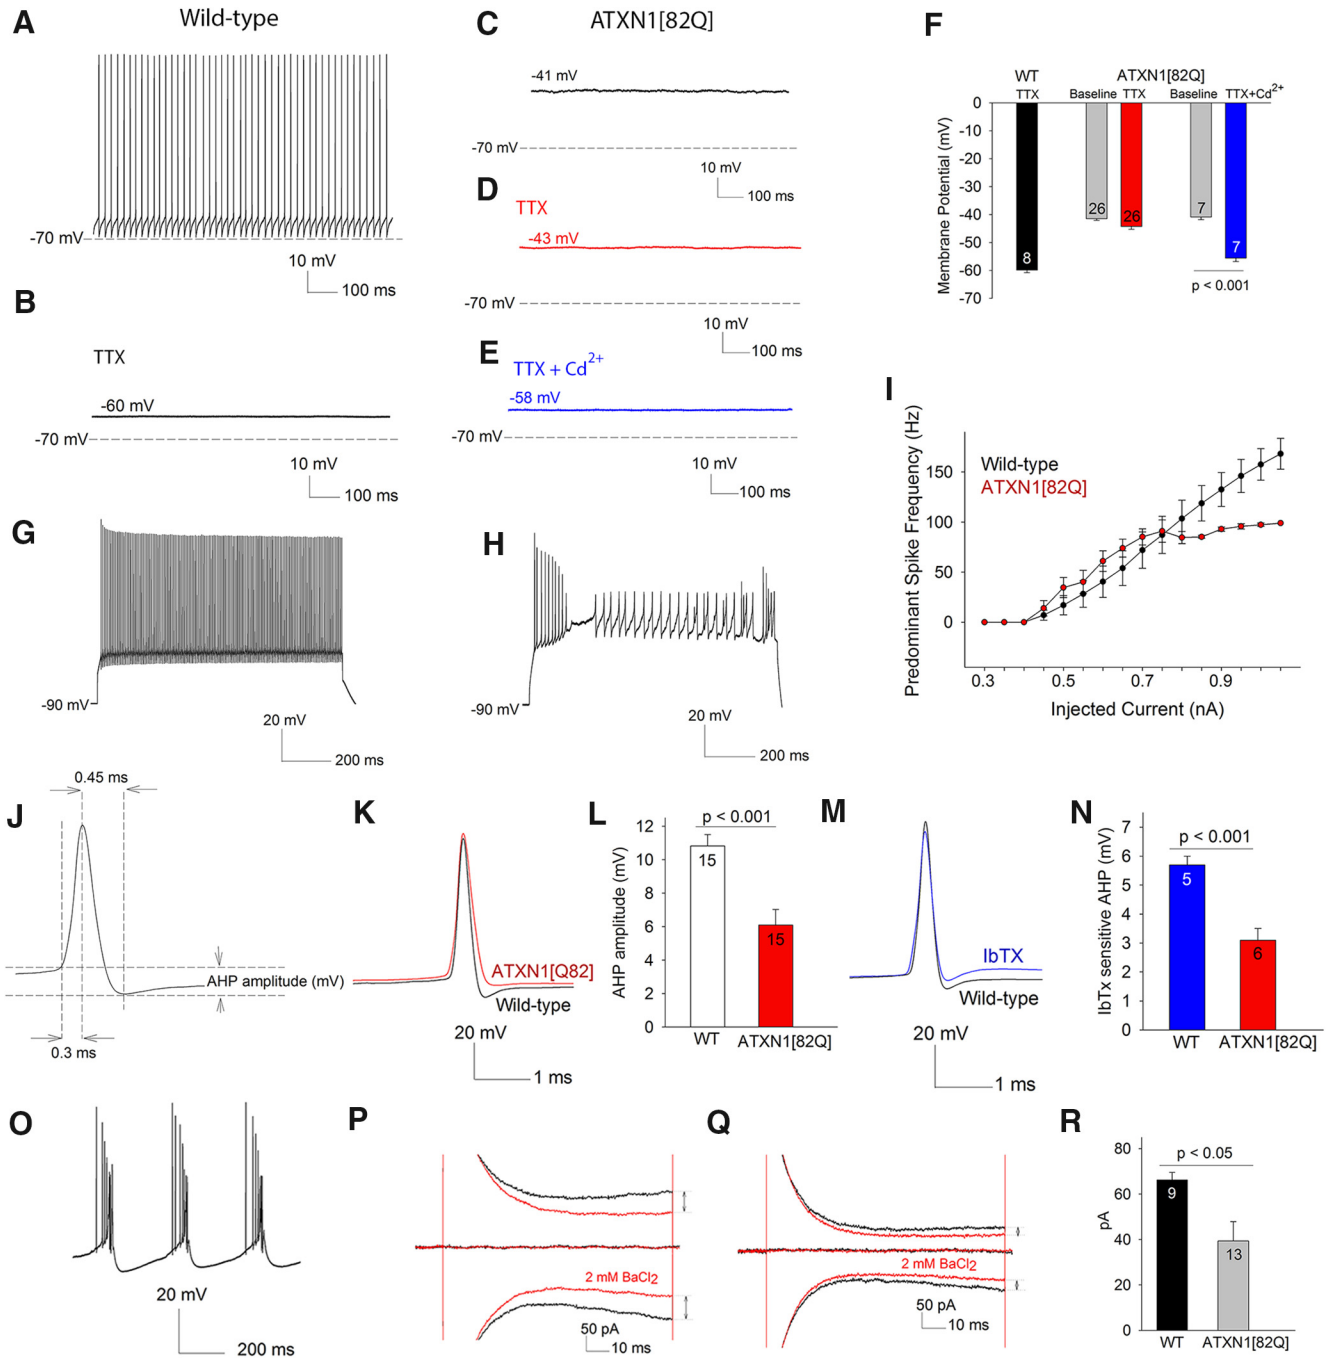 A
Wild-type
-70 mV
10 mV
100 ms
B
TTX
-60 mV
-70 mV
10 mV
100 ms
C
ATXN1[82Q]
-41 mV
-70 mV
10 mV
100 ms
D
TTX
-43 mV
-70 mV
10 mV
100 ms
E
TTX + Cd2+
-58 mV
-70 mV
10 mV
100 ms
F
WT
ATXN1[82Q]
TTX
Baseline
TTX
Baseline
TTX+Cd2+
Membrane Potential (mV)
0
-10
-20
-30
-40
-50
-60
-70
8
26
26
7
7
p < 0.001
G
-90 mV
20 mV
200 ms
H
-90 mV
20 mV
200 ms
I
Predominant Spike Frequency (Hz)
150
100
50
0
Wild-type
ATXN1[82Q]
0.3
0.5
0.7
0.9
Injected Current (nA)
J
0.45 ms
AHP amplitude (mV)
0.3 ms
K
ATXN1[Q82]
Wild-type
20 mV
1 ms
L
AHP amplitude (mV)
12
10
8
6
4
2
0
p < 0.001
15
15
WT
ATXN1[82Q]
M
IbTX
Wild-type
20 mV
1 ms
N
IbTx sensitive AHP (mV)
7
6
5
4
3
2
1
0
p < 0.001
5
6
WT
ATXN1[82Q]
O
20 mV
200 ms
P
2 mM BaCl2
50 pA
10 ms
Q
2 mM BaCl2
50 pA
10 ms
R
pA
80
60
40
20
0
p < 0.05
9
13
WT
ATXN1[82Q]